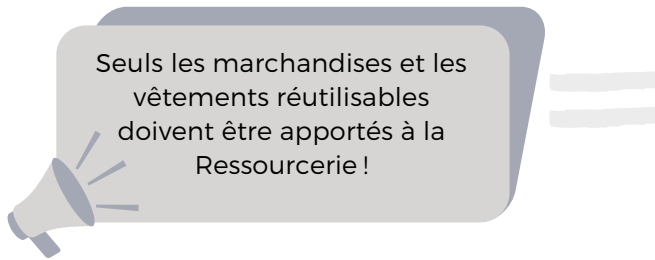 Seuls les marchandises et les
vêtements réutilisables
doivent être apportés à la
Ressourcerie !